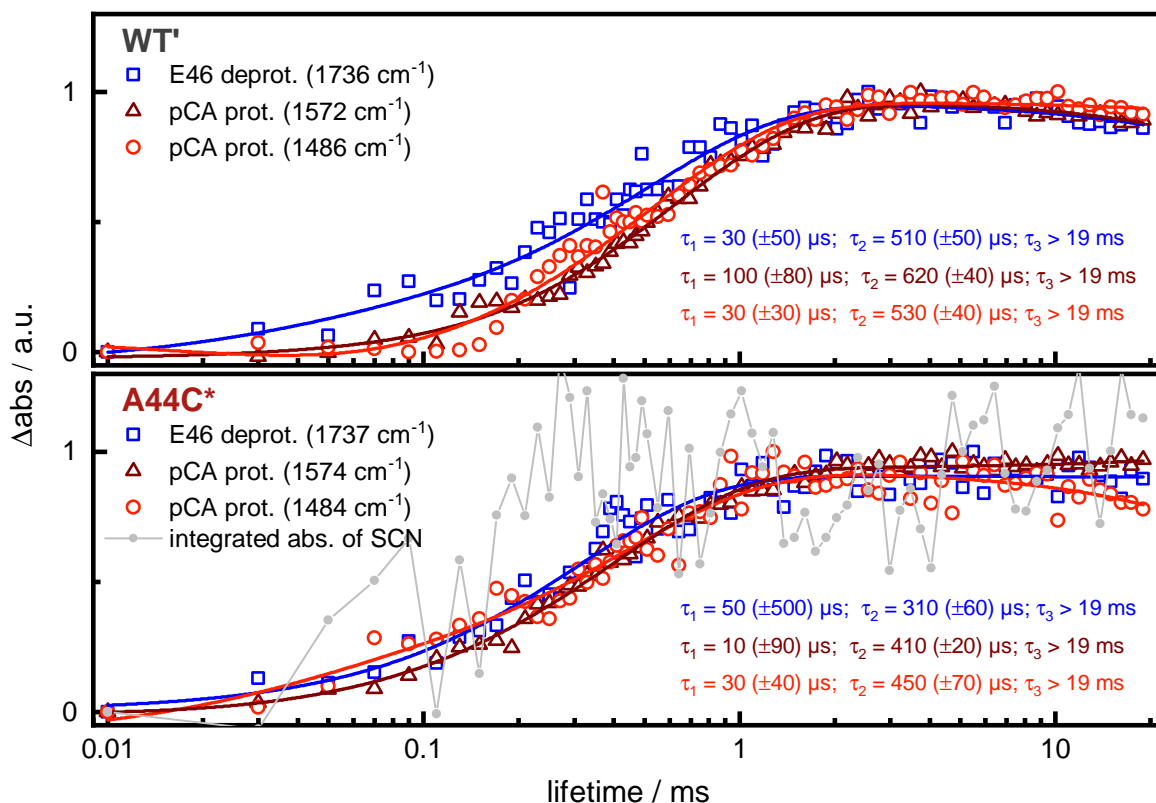 WT'
E46 deprot. (1736 cm⁻¹)
pCA prot. (1572 cm⁻¹)
pCA prot. (1486 cm⁻¹)
1
0
τ₁ = 30 (±50) µs; τ₂ = 510 (±50) µs; τ₃ > 19 ms
τ₁ = 100 (±80) µs; τ₂ = 620 (±40) µs; τ₃ > 19 ms
τ₁ = 30 (±30) µs; τ₂ = 530 (±40) µs; τ₃ > 19 ms
Δabs / a.u.
A44C*
E46 deprot. (1737 cm⁻¹)
pCA prot. (1574 cm⁻¹)
pCA prot. (1484 cm⁻¹)
integrated abs. of SCN
1
0
τ₁ = 50 (±500) µs; τ₂ = 310 (±60) µs; τ₃ > 19 ms
τ₁ = 10 (±90) µs; τ₂ = 410 (±20) µs; τ₃ > 19 ms
τ₁ = 30 (±40) µs; τ₂ = 450 (±70) µs; τ₃ > 19 ms
0.01 0.1 1 10
lifetime / ms